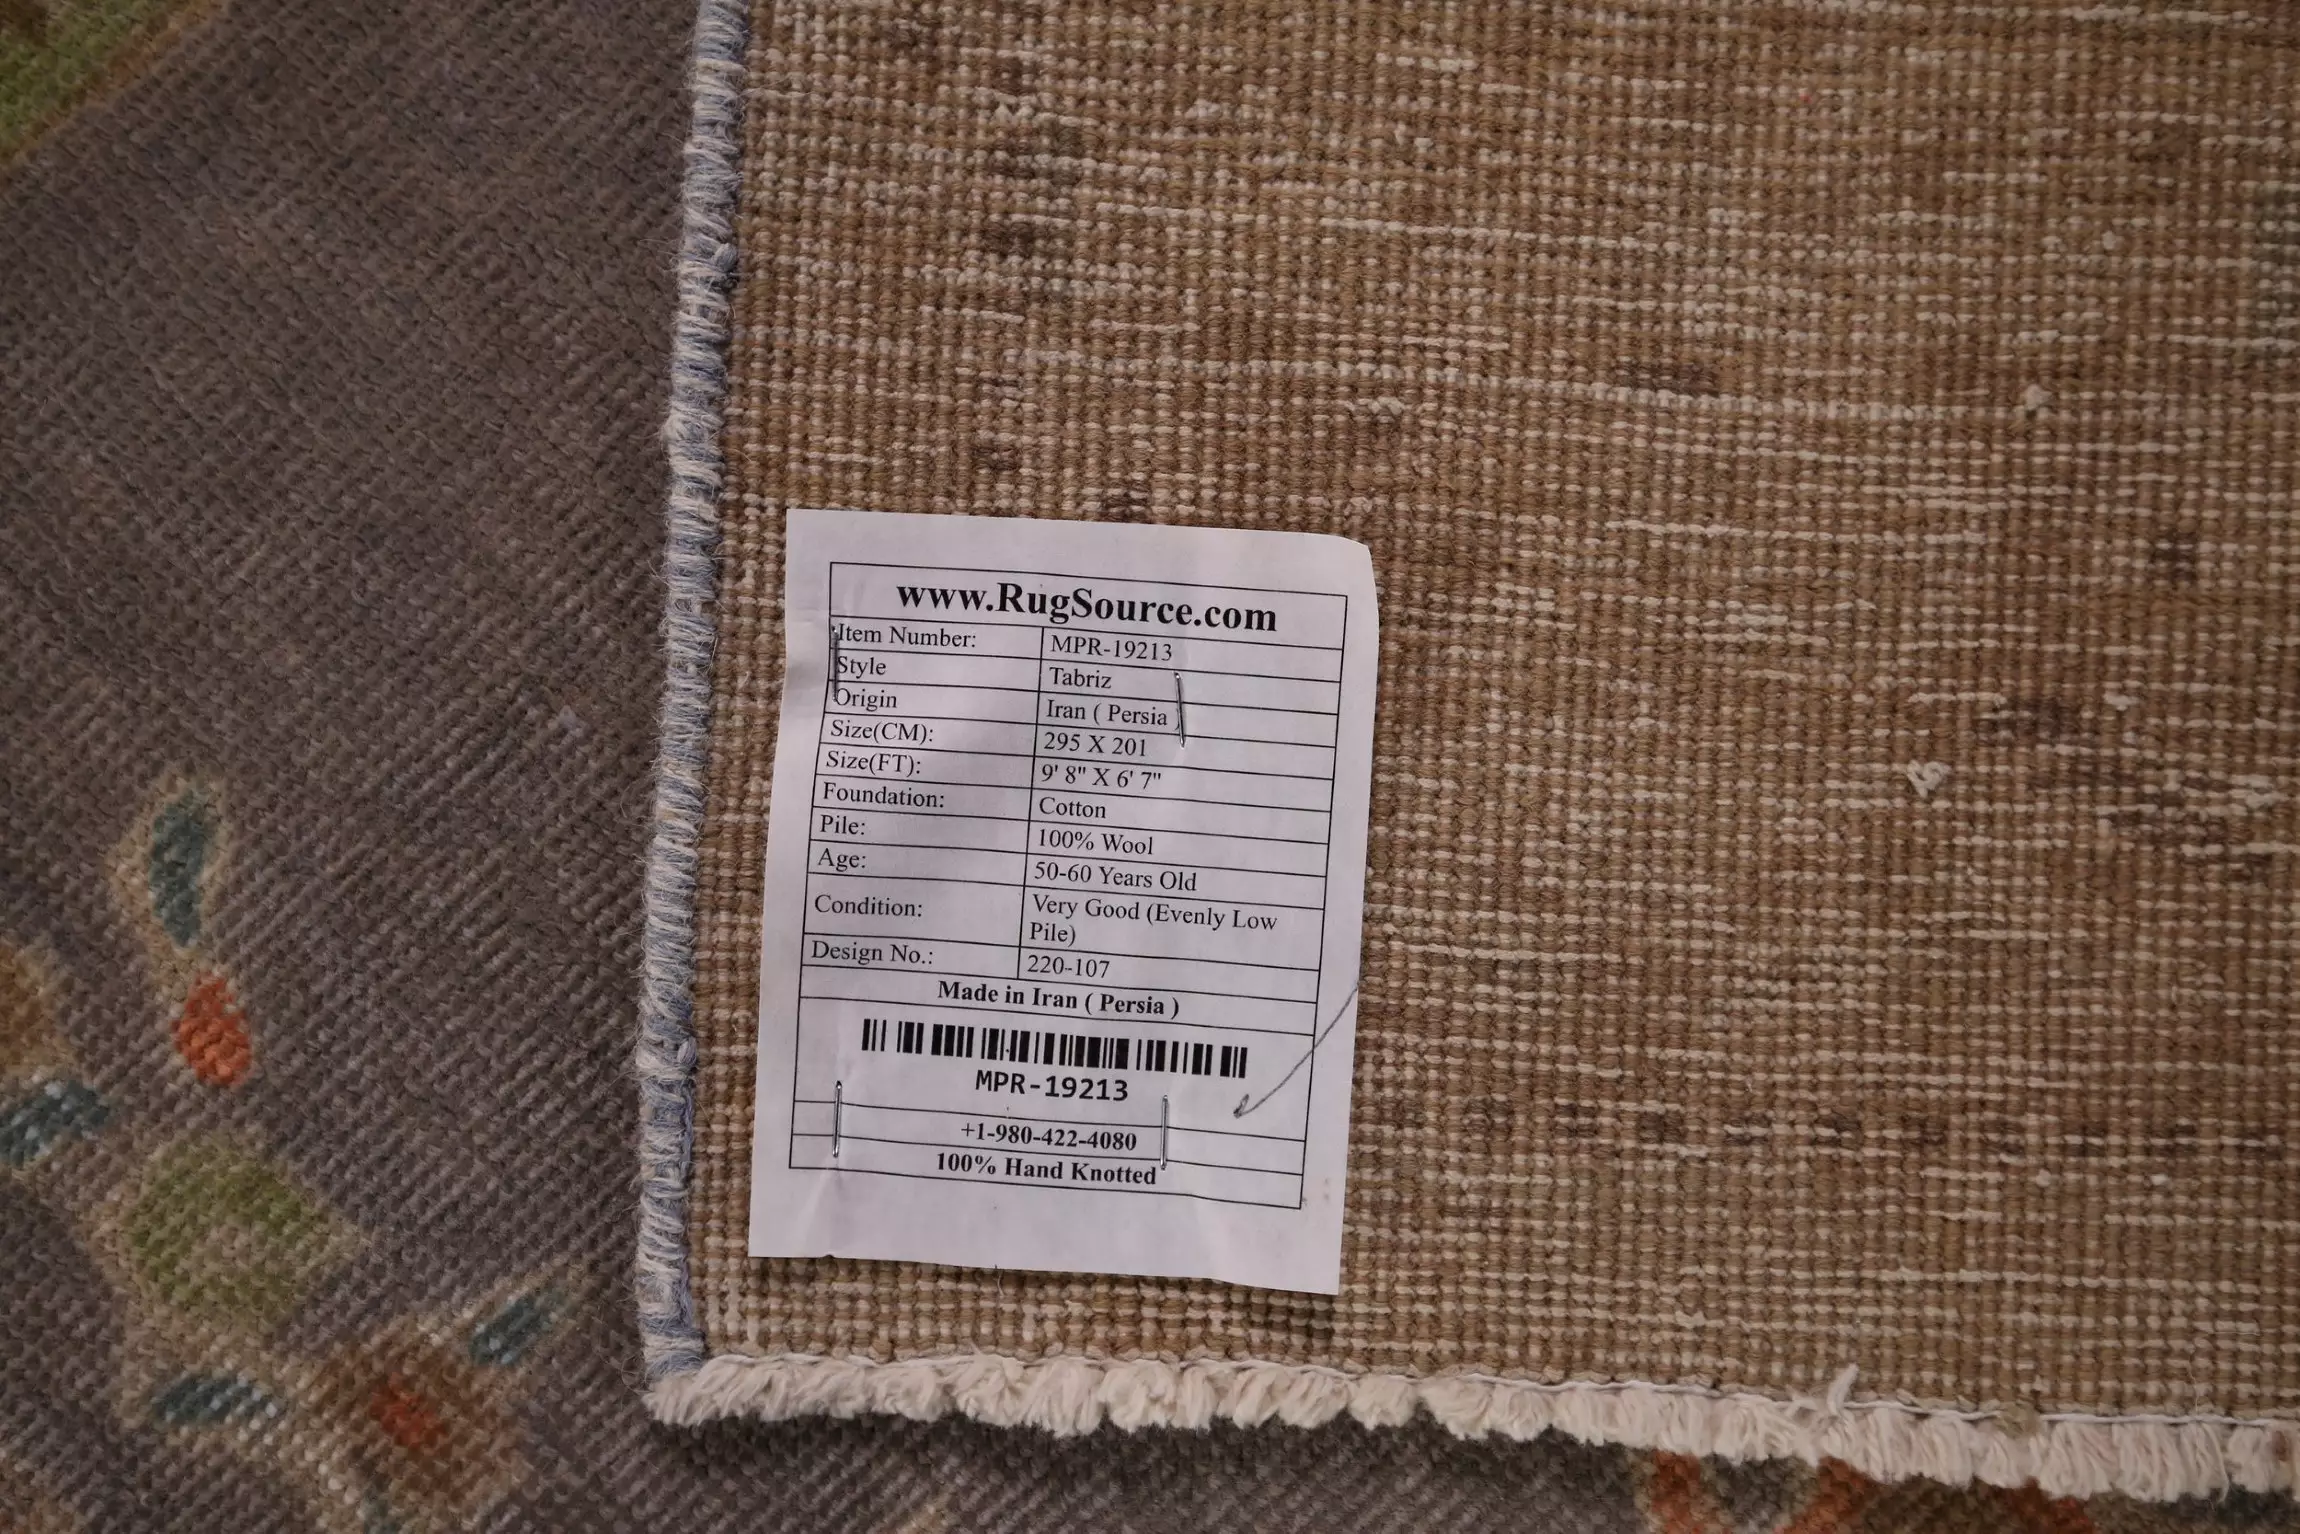 www.RugSource.com
Item Number: MPR-19213
Style Tabriz
Origin Iran ( Persia )
Size(CM): 295 X 201
Size(FT): 9' 8" X 6' 7"
Foundation: Cotton
Pile: 100% Wool
Age: 50-60 Years Old
Condition: Very Good (Evenly Low
Pile)
Design No.: 220-107
Made in Iran ( Persia )
MPR-19213
+1-980-422-4080
100% Hand Knotted